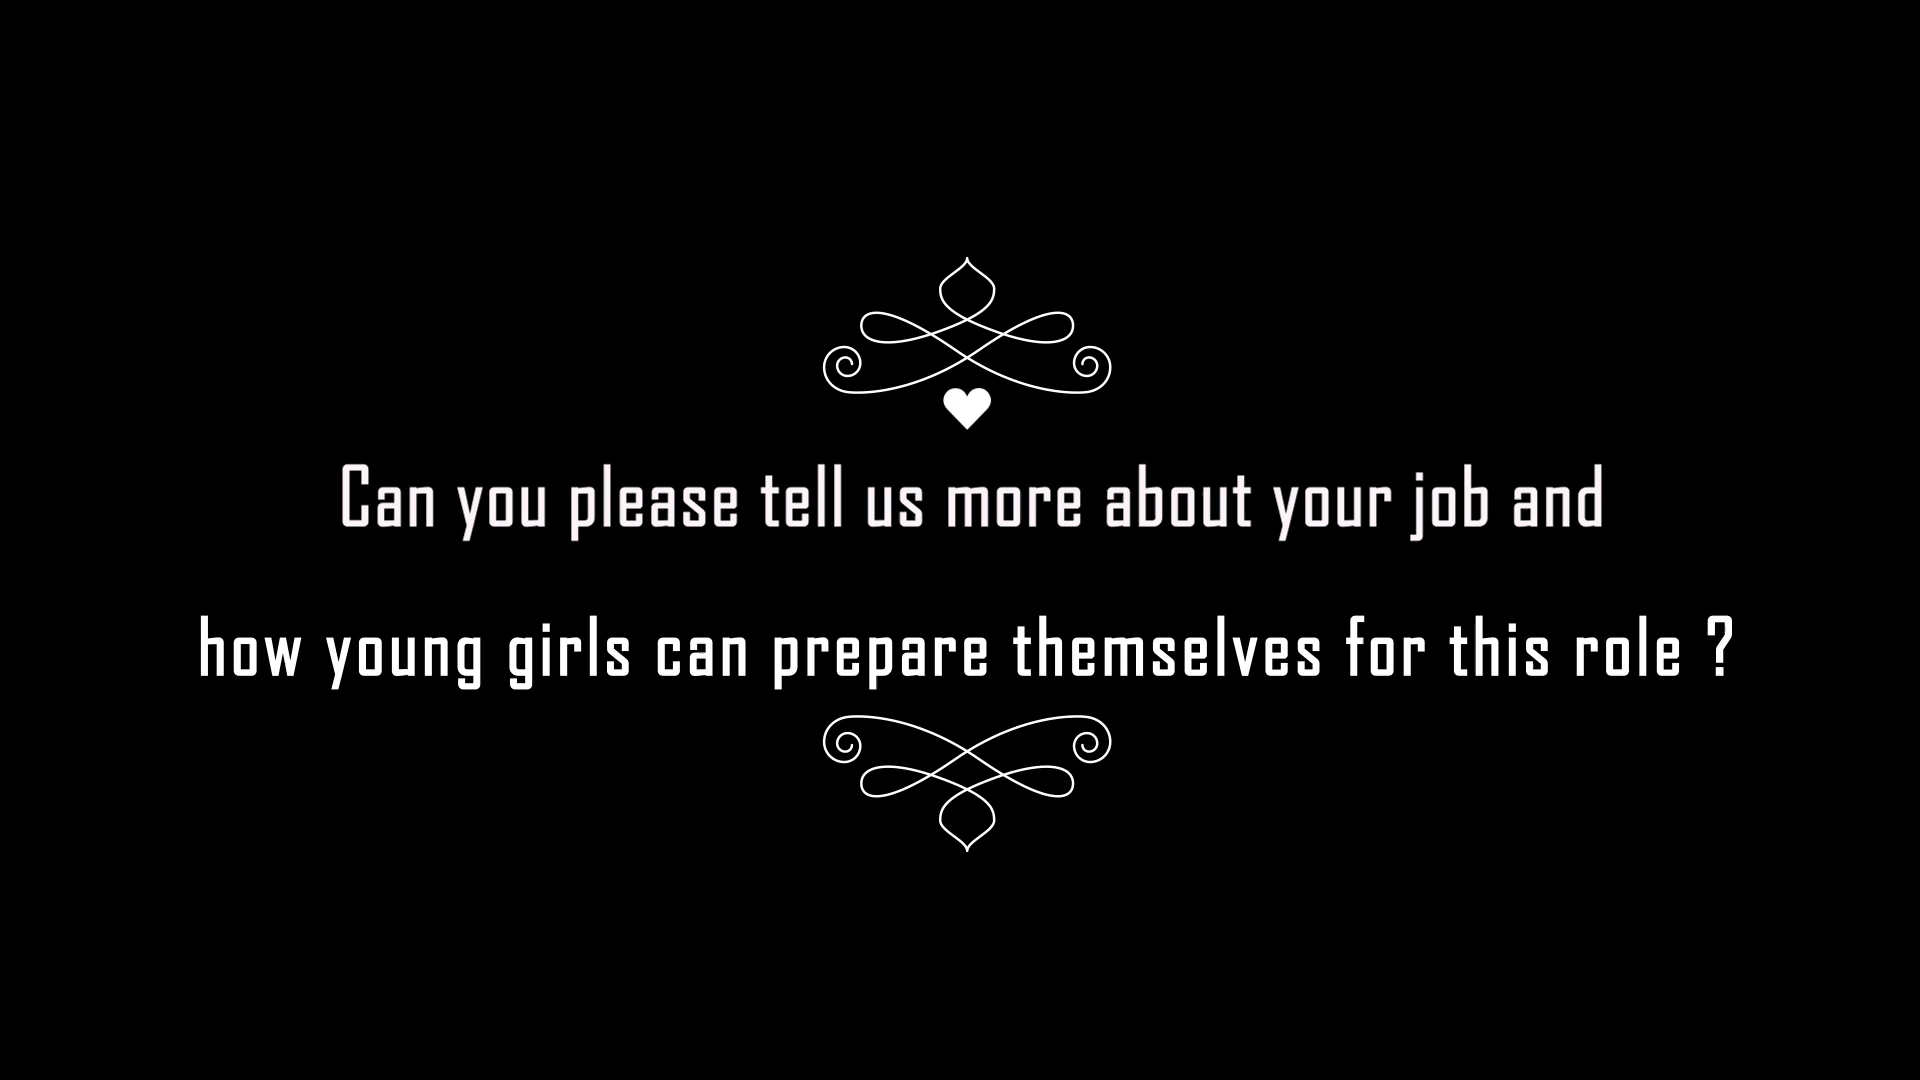 Can you please tell us more about your job and
how young girls can prepare themselves for this role ?